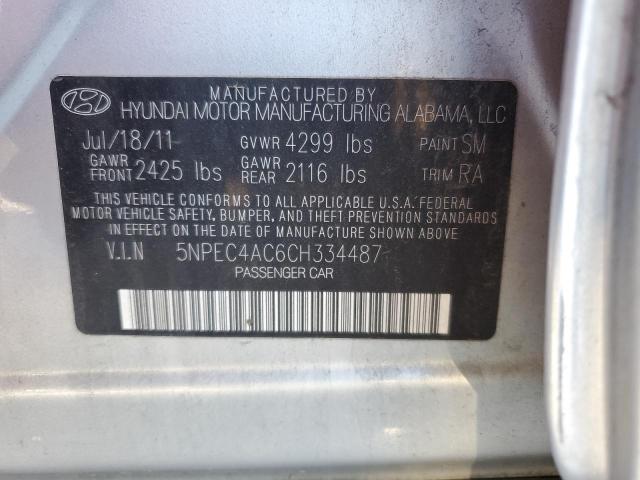 MANUFACTURED BY
HYUNDAI MOTOR MANUFACTURING ALABAMA, LLC
Jul/18/11 GVWR 4299 lbs PAINT SM
GAWR FRONT 2425 lbs GAWR REAR 2116 lbs TRIM RA
THIS VEHICLE CONFORMS TO ALL APPLICABLE U.S.A. FEDERAL
MOTOR VEHICLE SAFETY, BUMPER, AND THEFT PREVENTION STANDARDS
IN EFFECT ON THE DATE OF MANUFACTURE SHOWN ABOVE.
V.I.N 5NPEC4AC6CH334487
PASSENGER CAR